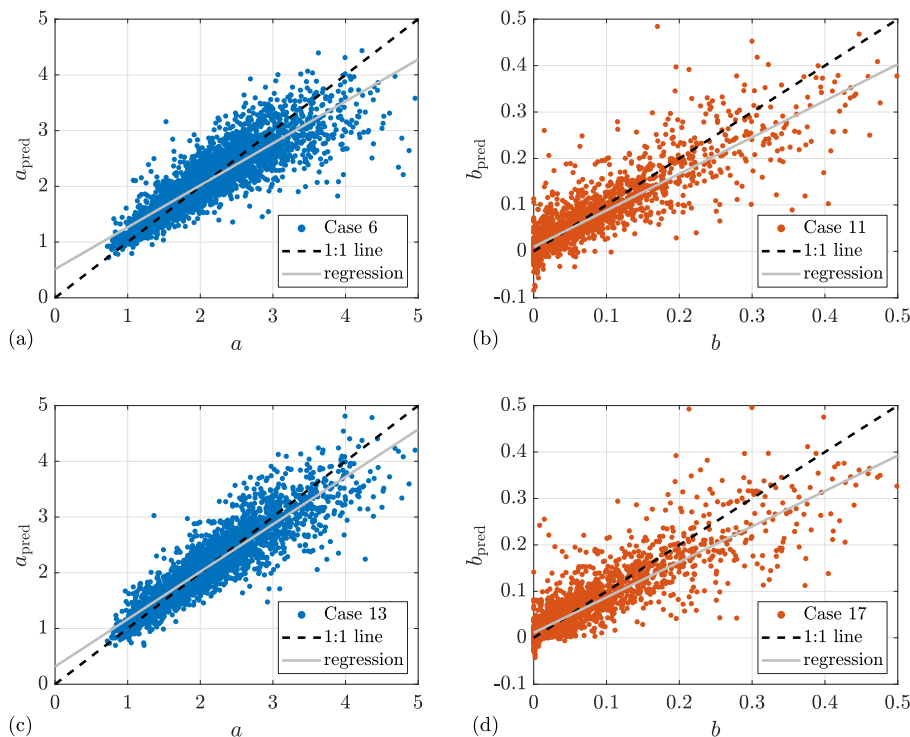 5
4
3
2
1
0
a_pred
Case 6
1:1 line
regression
0 1 2 3 4 5
(a) a
0.5
0.4
0.3
0.2
0.1
0
-0.1
b_pred
Case 11
1:1 line
regression
0 0.1 0.2 0.3 0.4 0.5
(b) b
5
4
3
2
1
0
a_pred
Case 13
1:1 line
regression
0 1 2 3 4 5
(c) a
0.5
0.4
0.3
0.2
0.1
0
-0.1
b_pred
Case 17
1:1 line
regression
0 0.1 0.2 0.3 0.4 0.5
(d) b